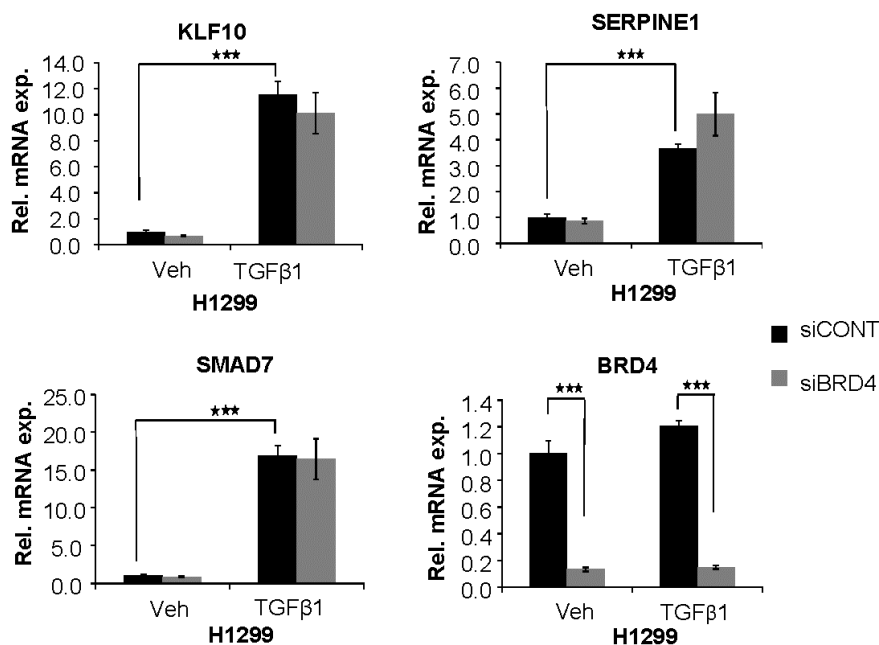 KLF10
★★★
Rel. mRNA exp.
14.0
12.0
10.0
8.0
6.0
4.0
2.0
0.0
Veh
TGFβ1
H1299
SERPINE1
★★★
Rel. mRNA exp.
7.0
6.0
5.0
4.0
3.0
2.0
1.0
0.0
Veh
TGFβ1
H1299
SMAD7
★★★
Rel. mRNA exp.
25.0
20.0
15.0
10.0
5.0
0.0
Veh
TGFβ1
H1299
BRD4
★★★
★★★
Rel. mRNA exp.
1.4
1.2
1.0
0.8
0.6
0.4
0.2
0.0
Veh
TGFβ1
H1299
siCONT
siBRD4